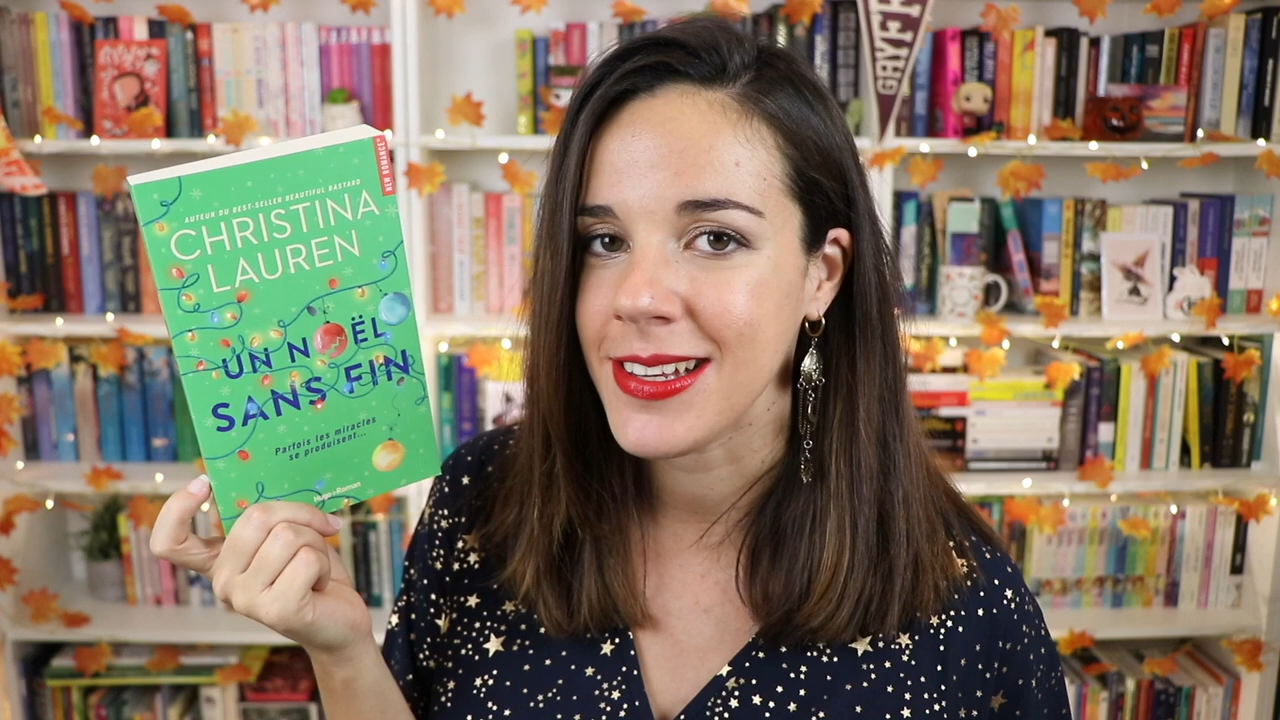 NEW ROMANCE
AUTEUR DU BEST-SELLER BEAUTIFUL BASTARD
CHRISTINA
LAUREN
UN NOËL
SANS FIN
Parfois les miracles
se produisent...
Hugo Roman
GRYFF